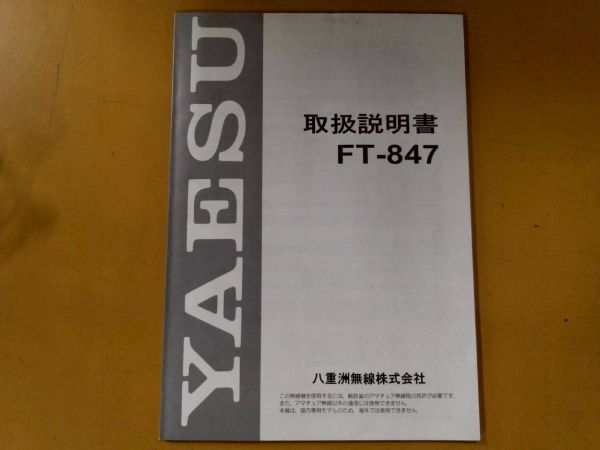 YAESU
取扱説明書
FT-847
八重洲無線株式会社
この無線機を使用するには、郵政省のアマチュア無線局の免許が必要です。
また、アマチュア無線以外の通信には使用できません。
本機は、国内専用モデルのため、海外では使用できません。